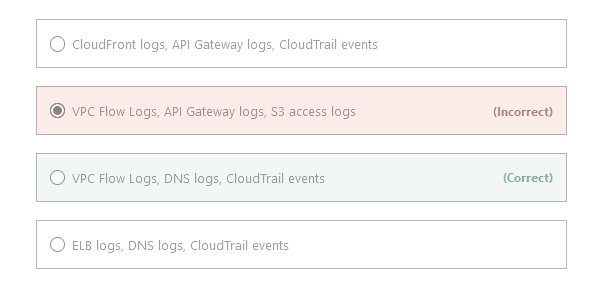 CloudFront logs, API Gateway logs, CloudTrail events
VPC Flow Logs, API Gateway logs, S3 access logs (Incorrect)
VPC Flow Logs, DNS logs, CloudTrail events (Correct)
ELB logs, DNS logs, CloudTrail events